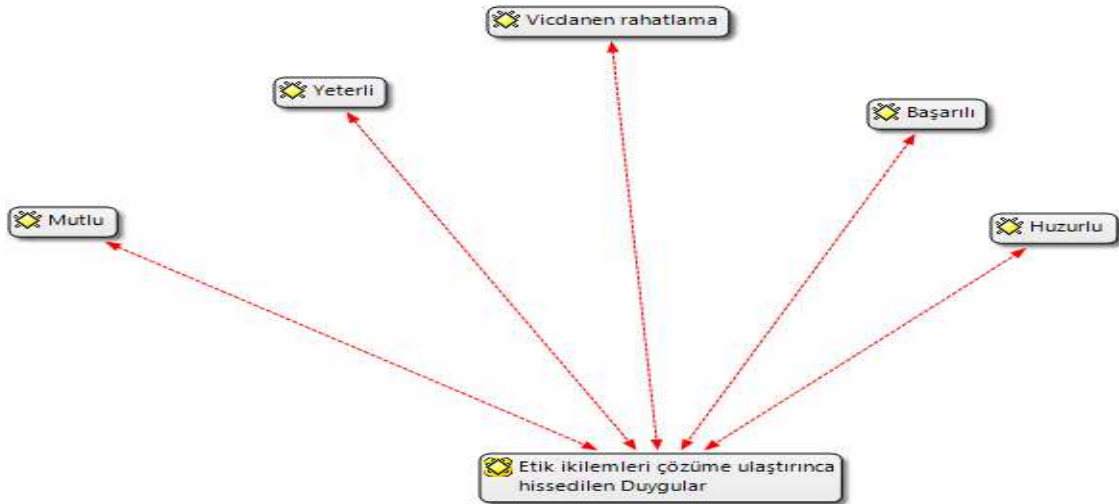 Vicdanen rahatlama
Yeterli
Başarılı
Mutlu
Huzurlu
Etik ikilemleri çözüme ulaştırınca
hissedilen Duygular